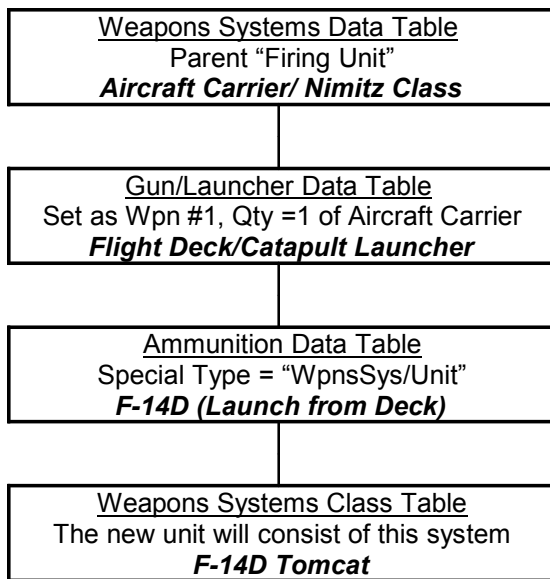 Weapons Systems Data Table
Parent “Firing Unit”
Aircraft Carrier/ Nimitz Class
Gun/Launcher Data Table
Set as Wpn #1, Qty =1 of Aircraft Carrier
Flight Deck/Catapult Launcher
Ammunition Data Table
Special Type = “WpnsSys/Unit”
F-14D (Launch from Deck)
Weapons Systems Class Table
The new unit will consist of this system
F-14D Tomcat